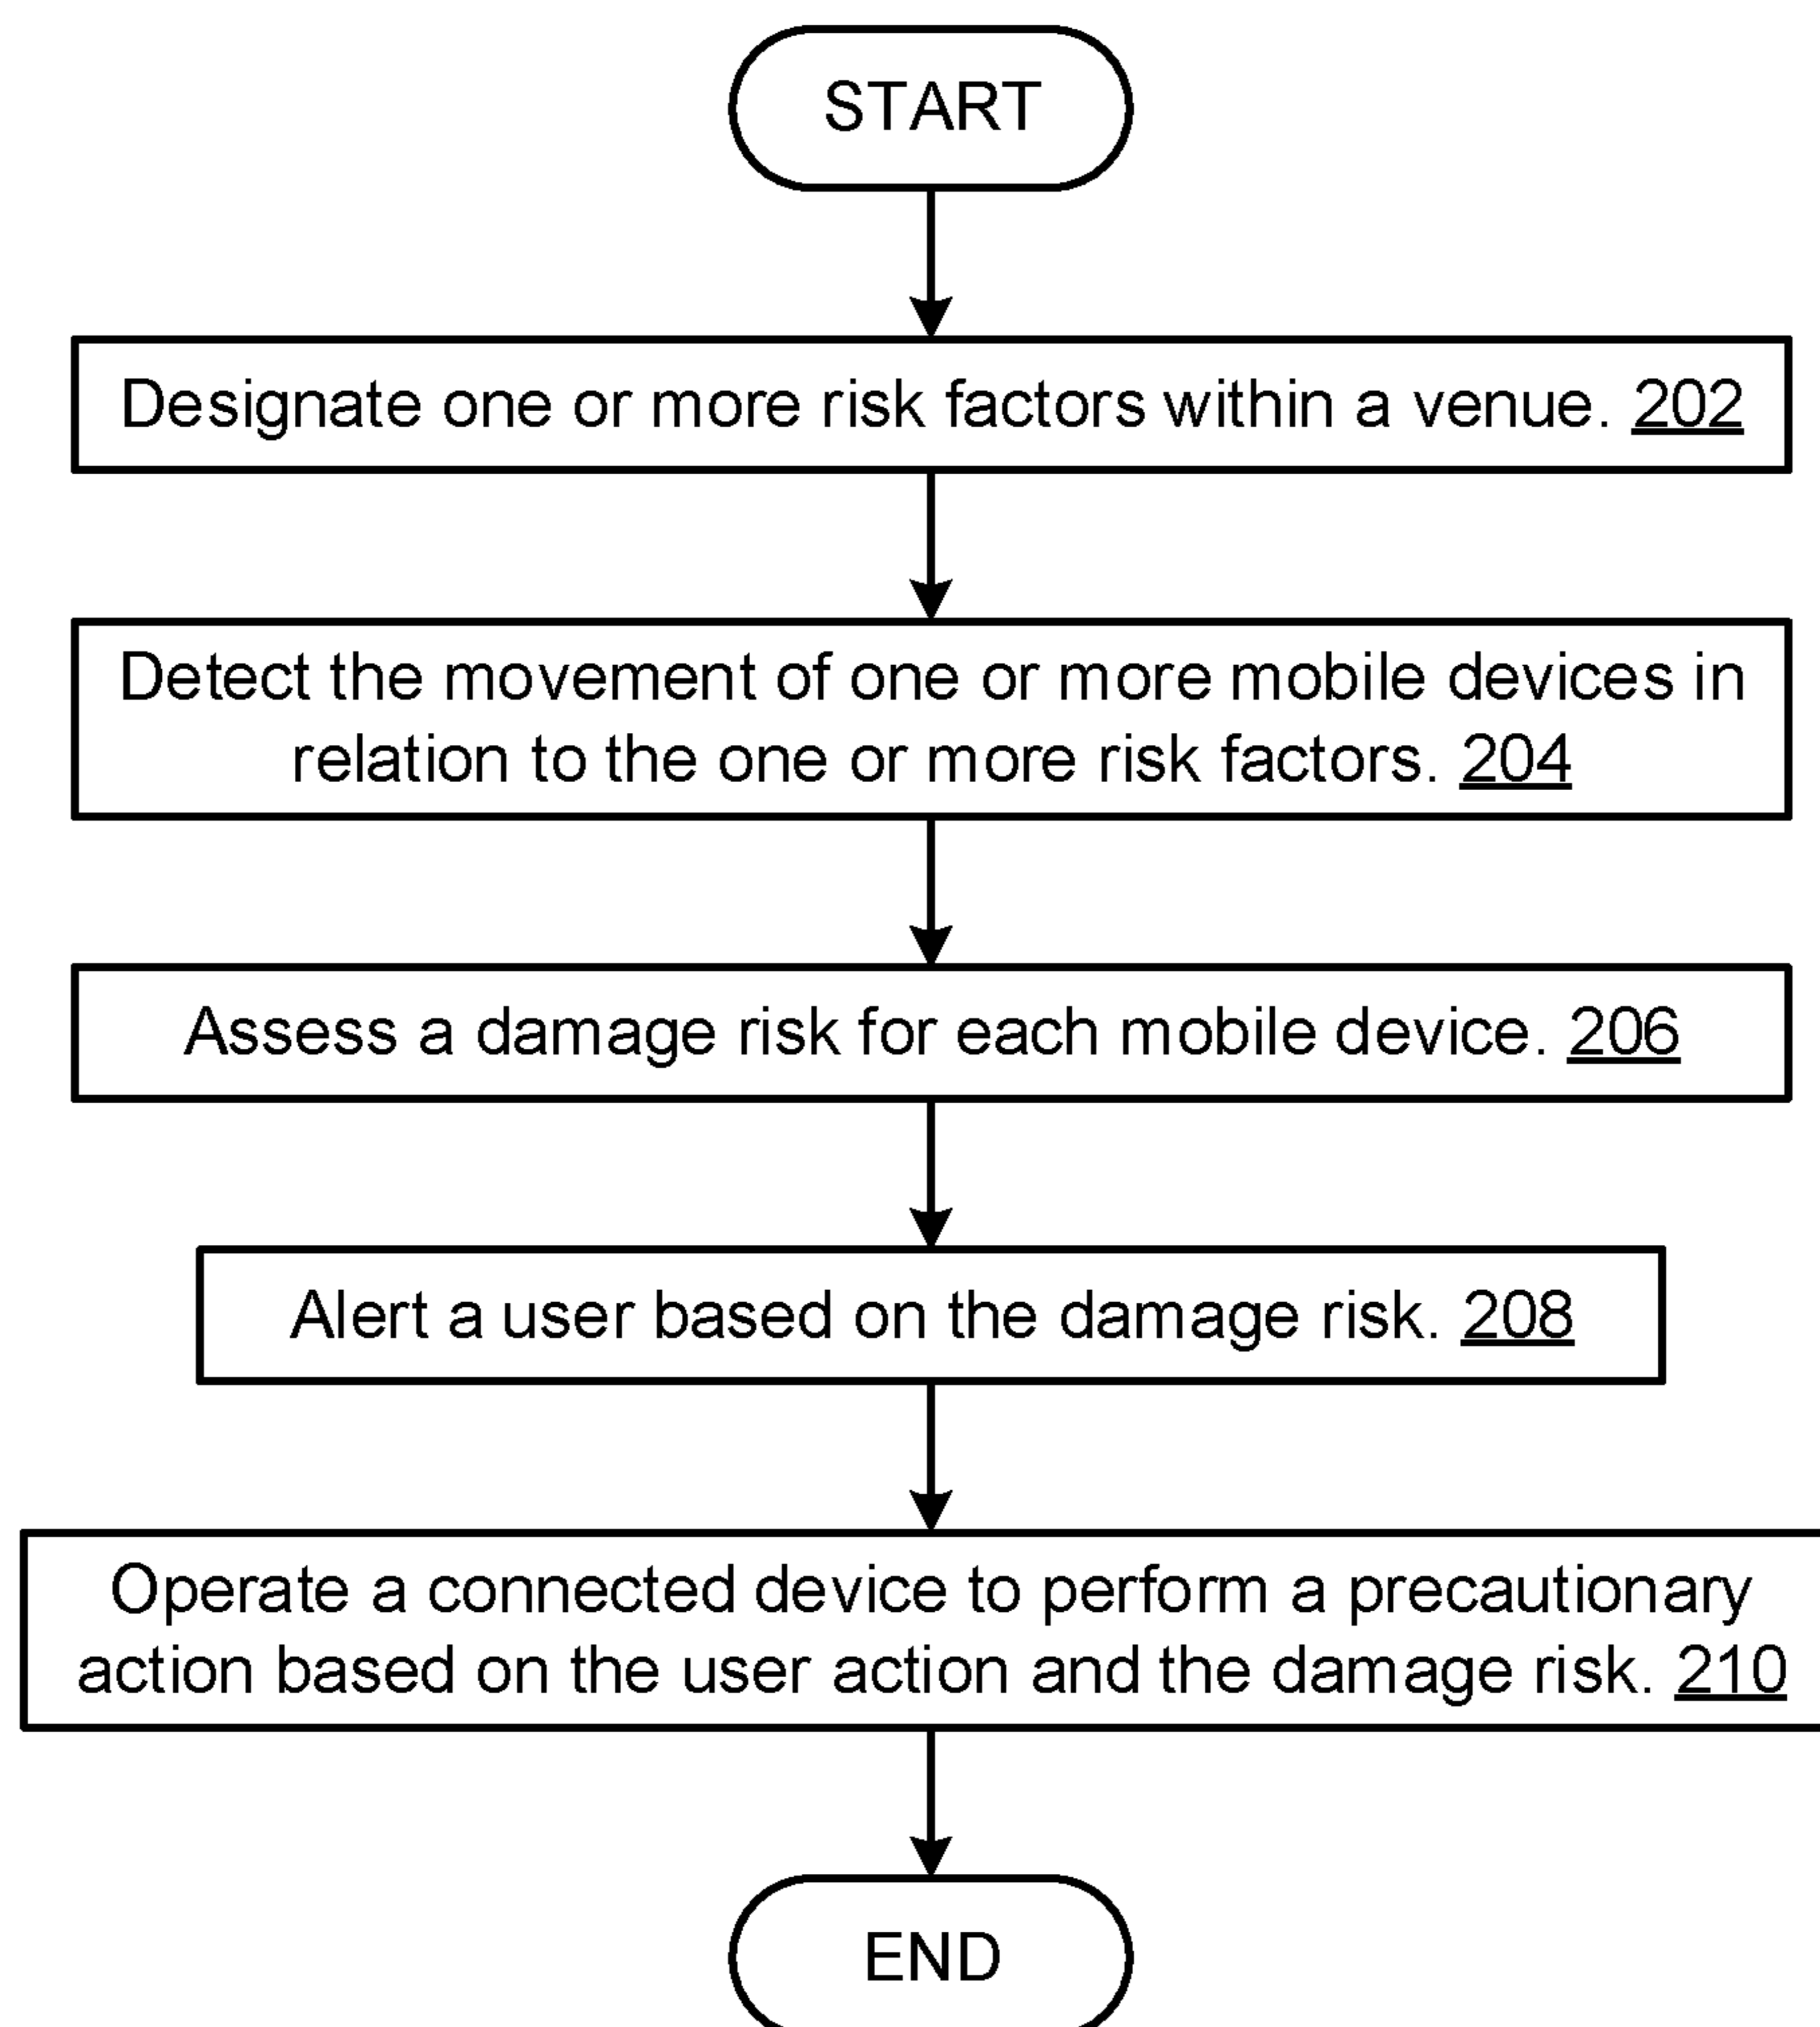 START
Designate one or more risk factors within a venue. 202
Detect the movement of one or more mobile devices in
relation to the one or more risk factors. 204
Assess a damage risk for each mobile device. 206
Alert a user based on the damage risk. 208
Operate a connected device to perform a precautionary
action based on the user action and the damage risk. 210
END